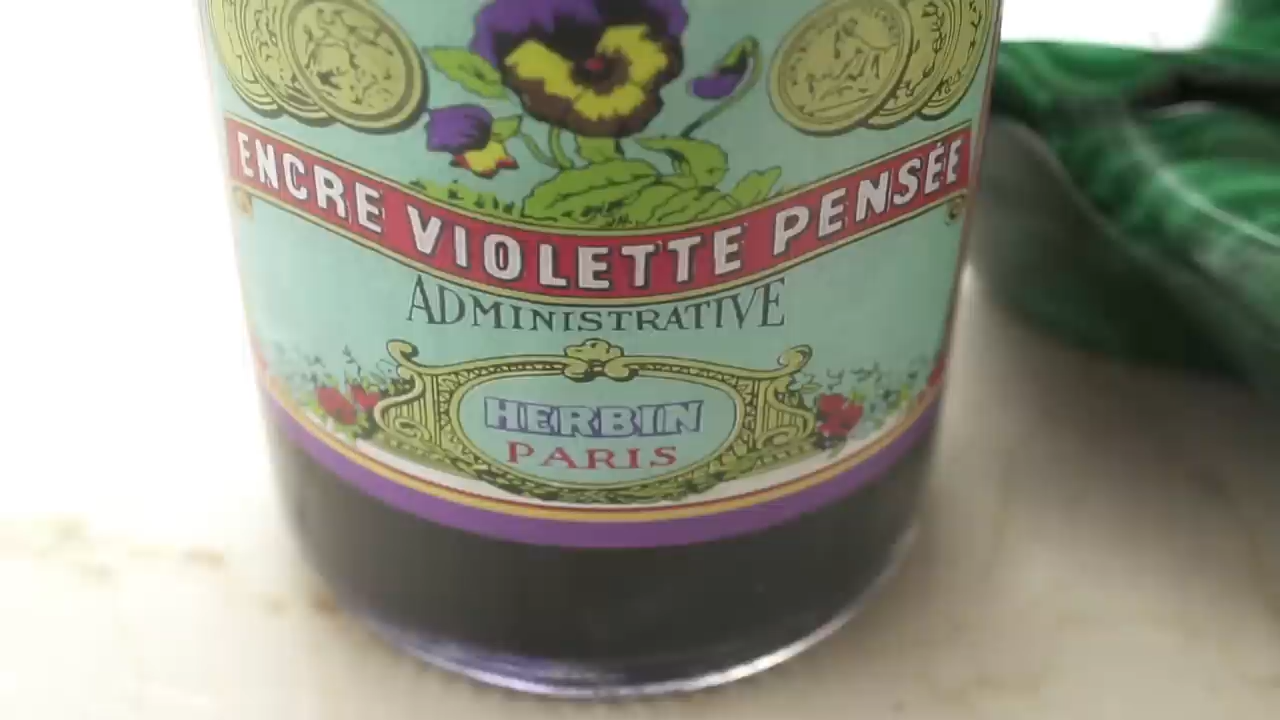 ENCRE VIOLETTE PENSÉE
ADMINISTRATIVE
HERBIN
PARIS